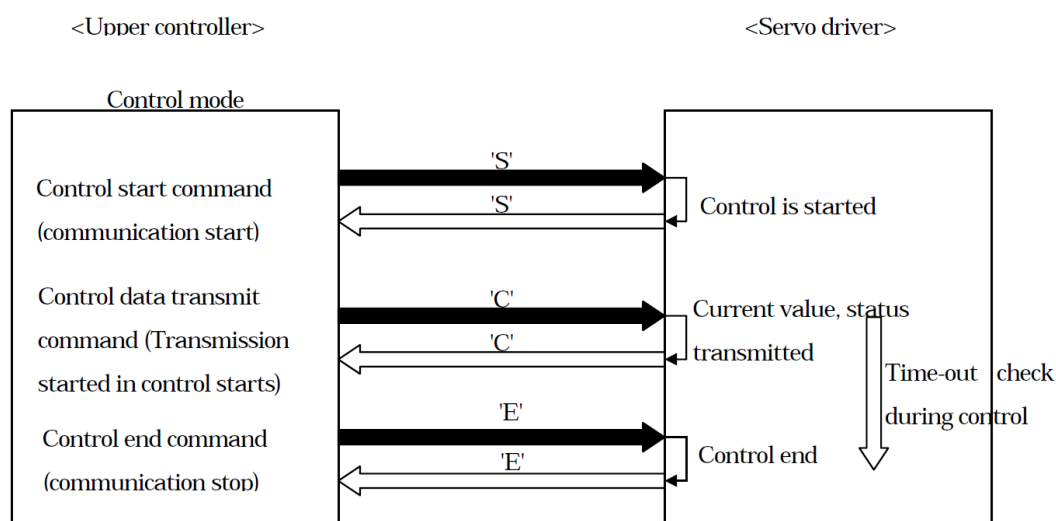 <Upper controller>
<Servo driver>
Control mode
'S'
Control start command
'S'
Control is started
(communication start)
Control data transmit
'C'
Current value, status
command (Transmission
'C'
transmitted
started in control starts)
Time-out check
during control
'E'
Control end command
'E'
Control end
(communication stop)